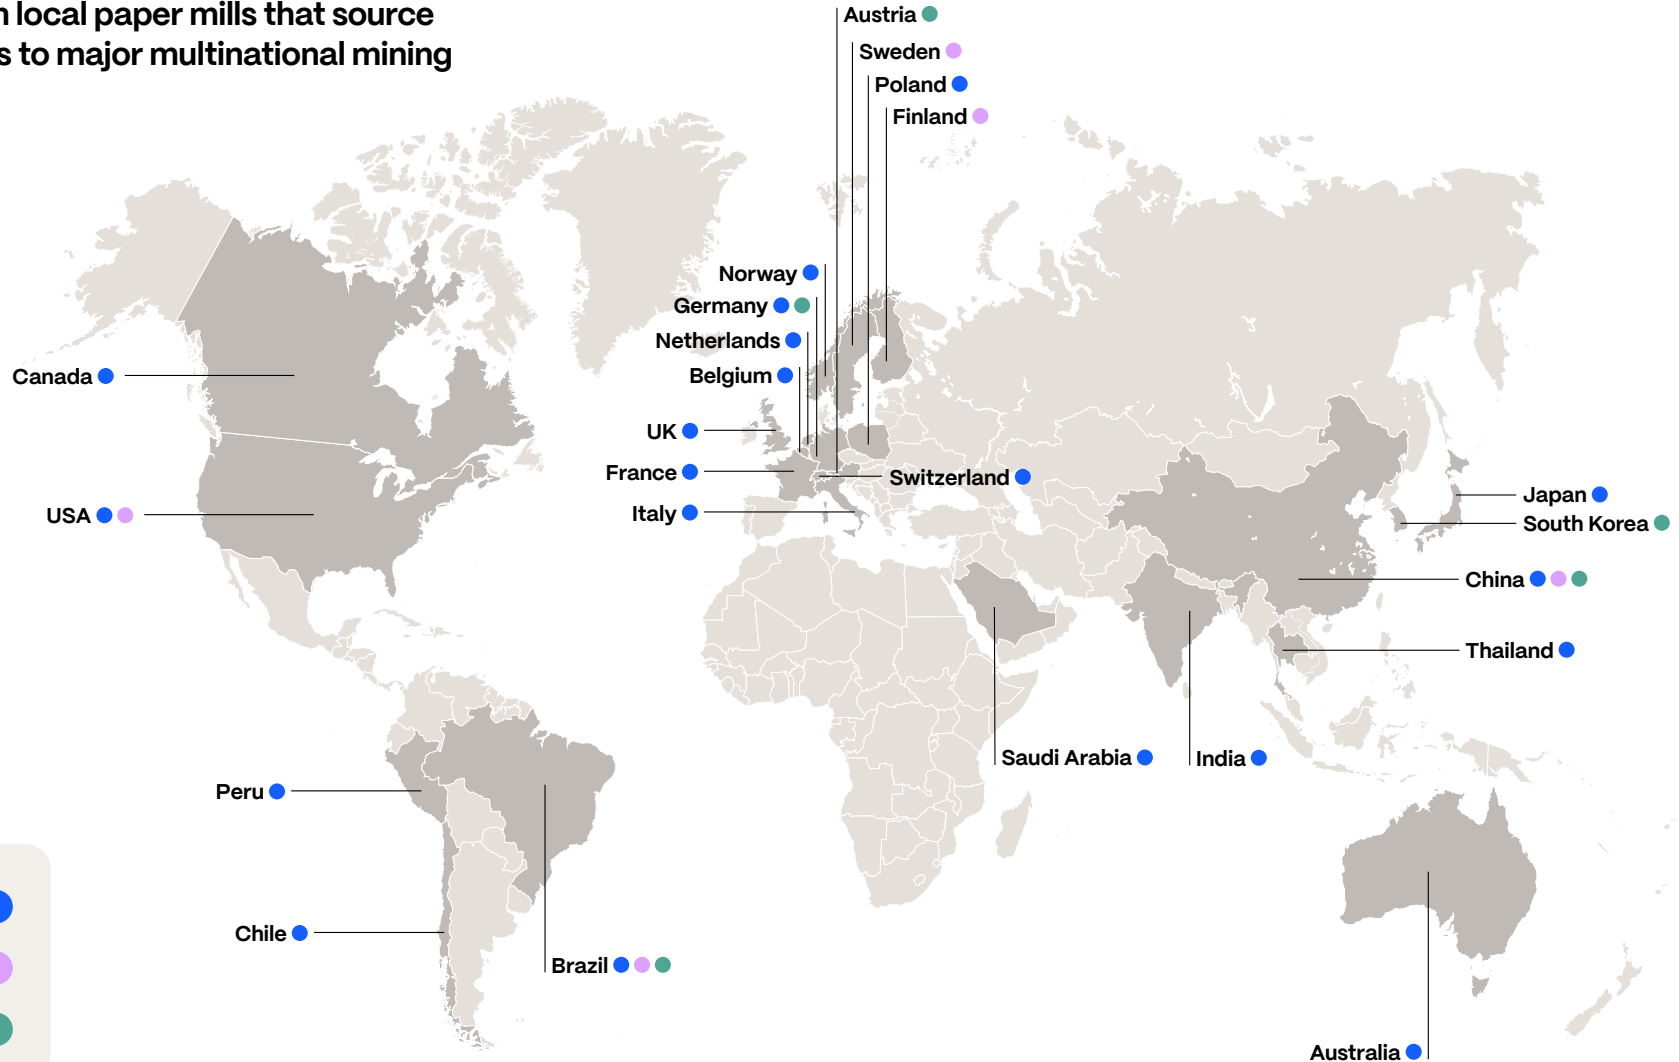 local paper mills that source
to major multinational mining
Austria
Sweden
Poland
Finland
Norway
Germany
Netherlands
Belgium
Canada
UK
France
Switzerland
Italy
USA
Japan
South Korea
China
Thailand
Saudi Arabia
India
Peru
Chile
Brazil
Australia